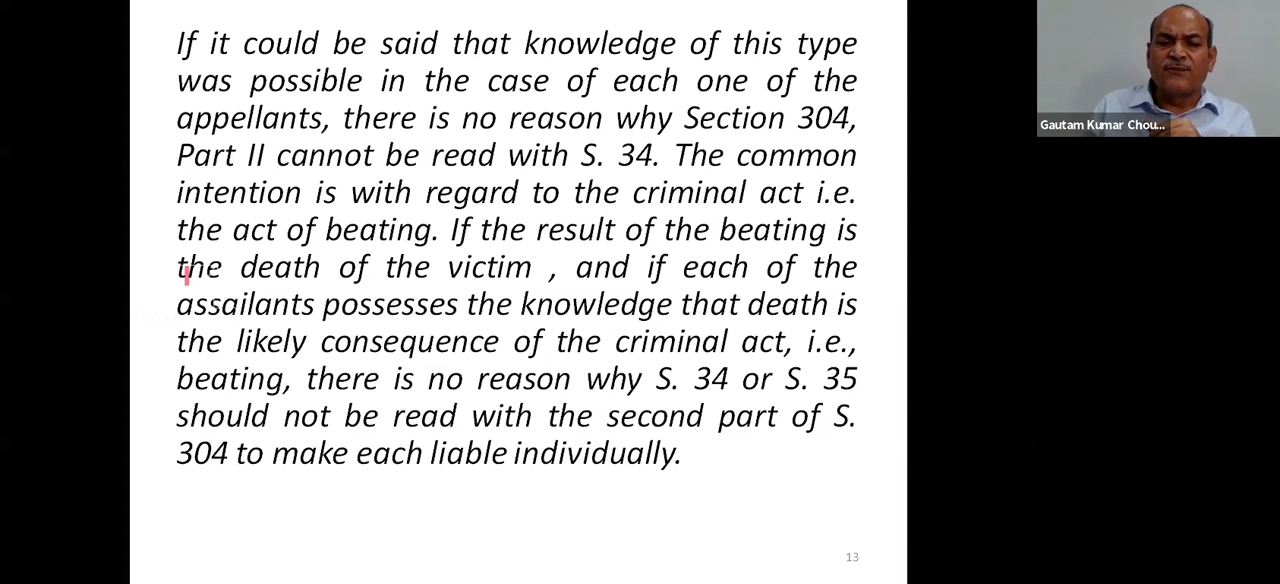 If it could be said that knowledge of this type
was possible in the case of each one of the
appellants, there is no reason why Section 304,
Part II cannot be read with S. 34. The common
intention is with regard to the criminal act i.e.
the act of beating. If the result of the beating is
the death of the victim , and if each of the
assailants possesses the knowledge that death is
the likely consequence of the criminal act, i.e.,
beating, there is no reason why S. 34 or S. 35
should not be read with the second part of S.
304 to make each liable individually.
13
Gautam Kumar Chou...